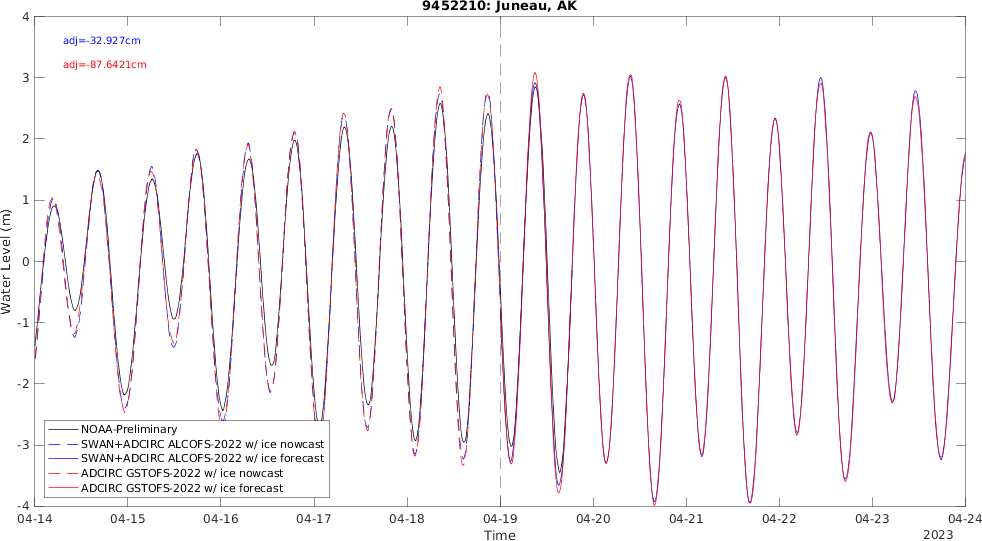 9452210: Juneau, AK
adj=-32.927cm
adj=-87.6421cm
4
3
2
1
0
-1
-2
-3
-4
Water Level (m)
NOAA-Preliminary
SWAN+ADCIRC ALCOFS-2022 w/ ice nowcast
SWAN+ADCIRC ALCOFS-2022 w/ ice forecast
ADCIRC GSTOFS-2022 w/ ice nowcast
ADCIRC GSTOFS-2022 w/ ice forecast
04-14 04-15 04-16 04-17 04-18 04-19 04-20 04-21 04-22 04-23 04-24
Time
2023